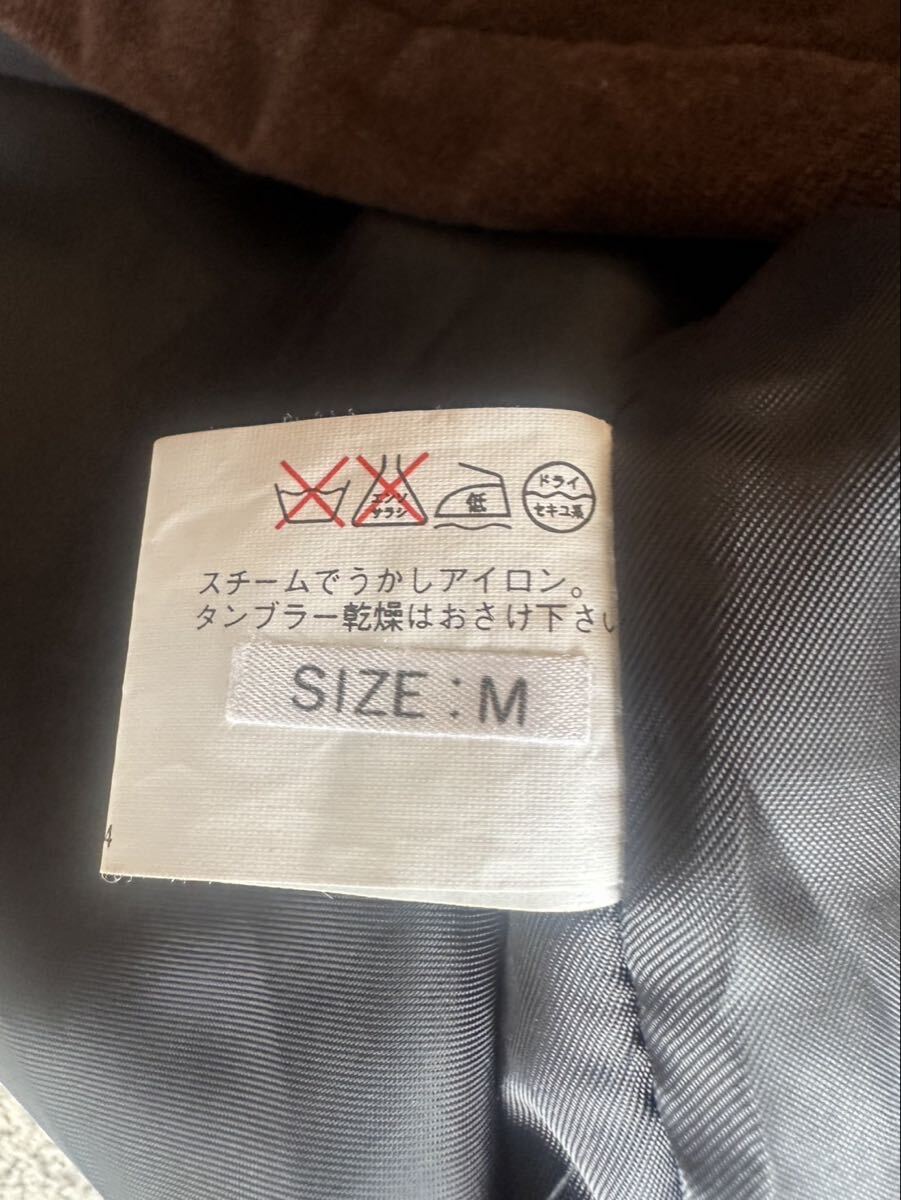 エンソ サラシ 低 ドライ セキユ系
スチームでうかしアイロン。
タンブラー乾燥はおさけ下さい
SIZE:M
4